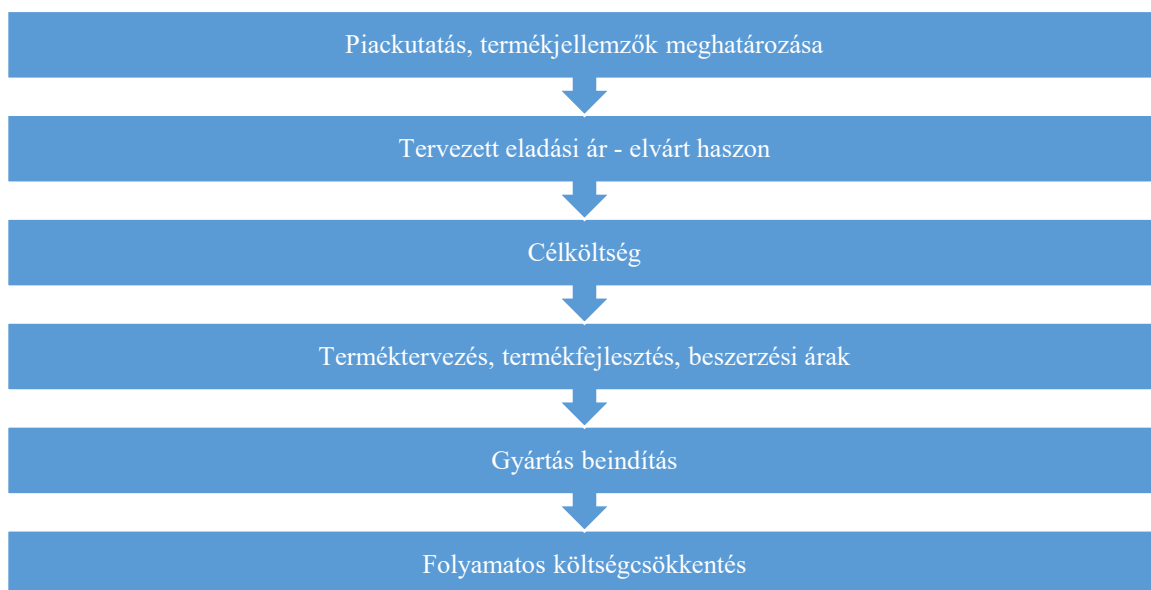 Piackutatás, termékjellemzők meghatározása
Tervezett eladási ár - elvárt haszon
Célköltség
Terméktervezés, termékfejlesztés, beszerzési árak
Gyártás beindítás
Folyamatos költségcsökkentés